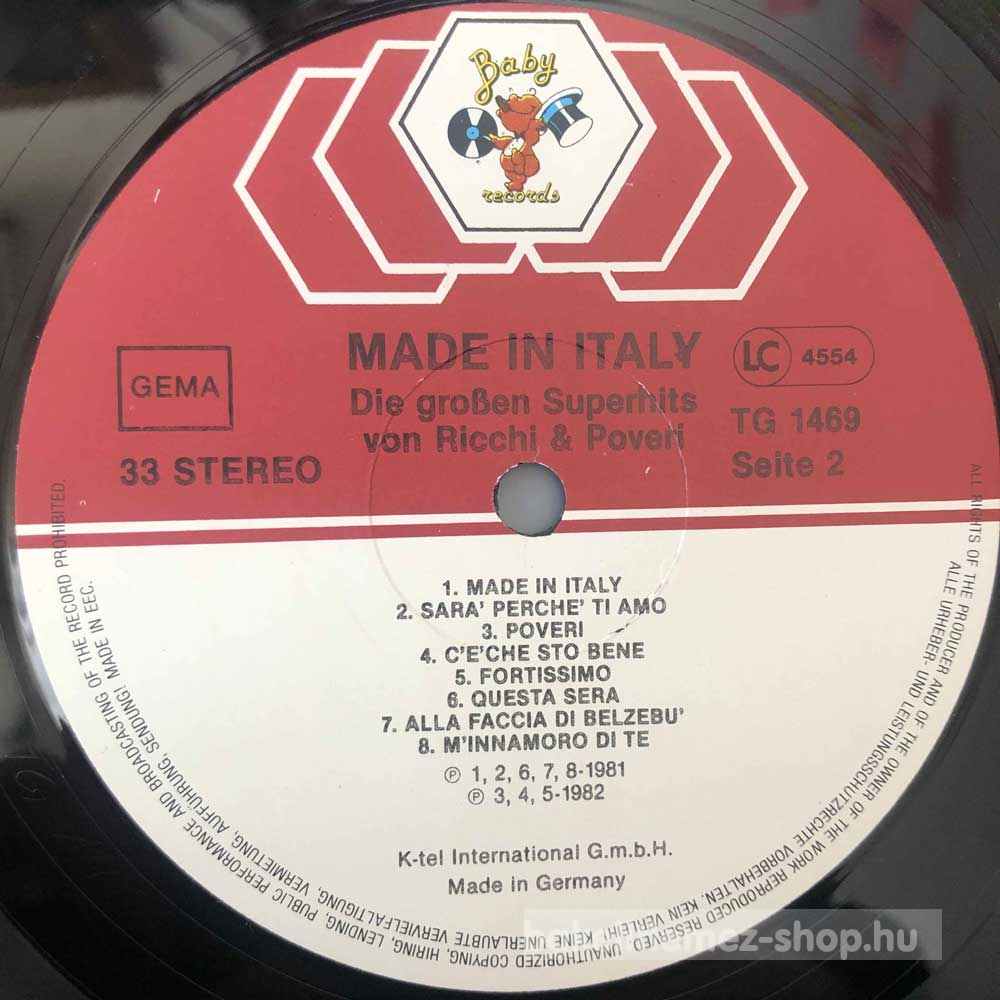 Baby
records
MADE IN ITALY
Die großen Superhits
von Ricchi & Poveri
GEMA
33 STEREO
LC 4554
TG 1469
Seite 2
1. MADE IN ITALY
2. SARA' PERCHE' TI AMO
3. POVERI
4. C'E'CHE STO BENE
5. FORTISSIMO
6. QUESTA SERA
7. ALLA FACCIA DI BELZEBU'
8. M'INNAMORO DI TE
℗ 1, 2, 6, 7, 8-1981
℗ 3, 4, 5-1982
K-tel International G.m.b.H.
Made in Germany
ALL RIGHTS OF THE PRODUCER AND OF THE OWNER OF THE WORK REPRODUCED RESERVED. UNAUTHORIZED COPYING, HIRING, LENDING, PUBLIC PERFORMANCE AND BROADCASTING OF THE RECORD PROHIBITED.
ALLE URHEBER- UND LEISTUNGSSCHUTZRECHTE VORBEHALTEN. KEIN VERLEIH! KEINE UNERLAUBTE VERVIELFÄLTIGUNG, VERMIETUNG, AUFFÜHRUNG, SENDUNG! MADE IN EEC.